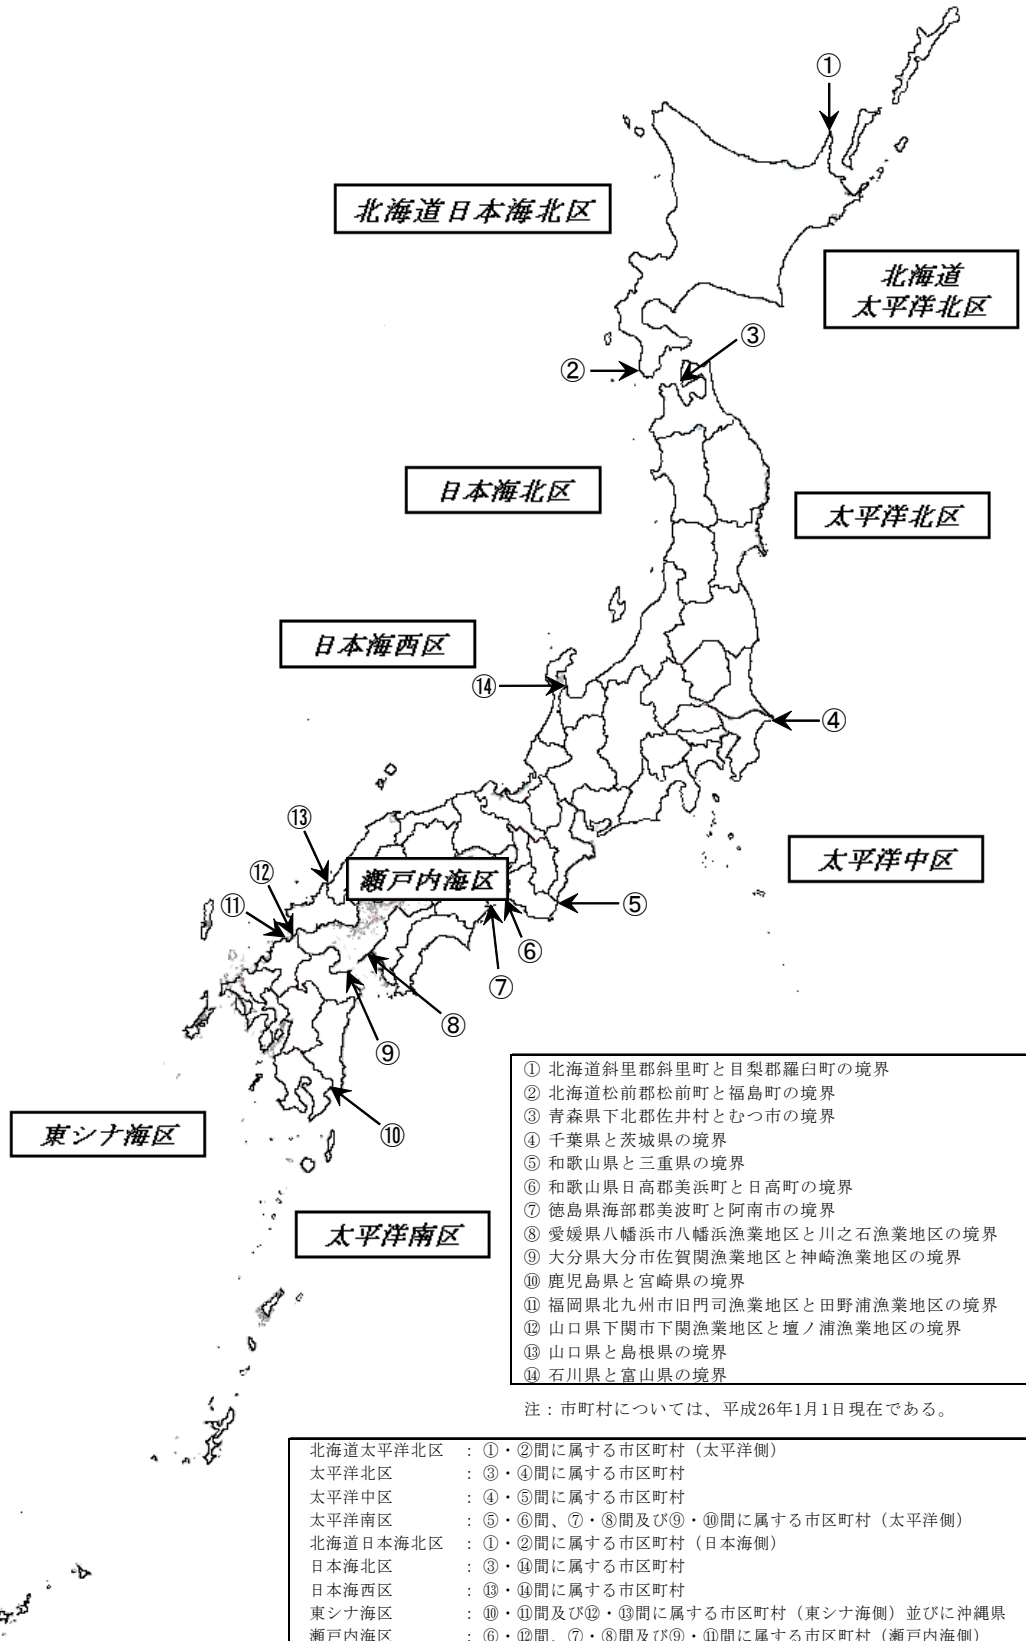 ①
北海道日本海北区
北海道
太平洋北区
③
②
日本海北区
太平洋北区
日本海西区
⑭
④
⑬
太平洋中区
⑫
瀬戸内海区
⑪
⑤
⑥
⑦
⑧
⑨
東シナ海区
⑩
太平洋南区
① 北海道斜里郡斜里町と目梨郡羅臼町の境界
② 北海道松前郡松前町と福島町の境界
③ 青森県下北郡佐井村とむつ市の境界
④ 千葉県と茨城県の境界
⑤ 和歌山県と三重県の境界
⑥ 和歌山県日高郡美浜町と日高町の境界
⑦ 徳島県海部郡美波町と阿南市の境界
⑧ 愛媛県八幡浜市八幡浜漁業地区と川之石漁業地区の境界
⑨ 大分県大分市佐賀関漁業地区と神崎漁業地区の境界
⑩ 鹿児島県と宮崎県の境界
⑪ 福岡県北九州市旧門司漁業地区と田野浦漁業地区の境界
⑫ 山口県下関市下関漁業地区と壇ノ浦漁業地区の境界
⑬ 山口県と島根県の境界
⑭ 石川県と富山県の境界
注：市町村については、平成26年1月1日現在である。
北海道太平洋北区 ：①・②間に属する市区町村（太平洋側）
太平洋北区 ：③・④間に属する市区町村
太平洋中区 ：④・⑤間に属する市区町村
太平洋南区 ：⑤・⑥間、⑦・⑧間及び⑨・⑩間に属する市区町村（太平洋側）
北海道日本海北区 ：①・②間に属する市区町村（日本海側）
日本海北区 ：③・⑭間に属する市区町村
日本海西区 ：⑬・⑭間に属する市区町村
東シナ海区 ：⑩・⑪間及び⑫・⑬間に属する市区町村（東シナ海側）並びに沖縄県
瀬戸内海区 ：⑥・⑫間、⑦・⑧間及び⑨・⑪間に属する市区町村（瀬戸内海側）